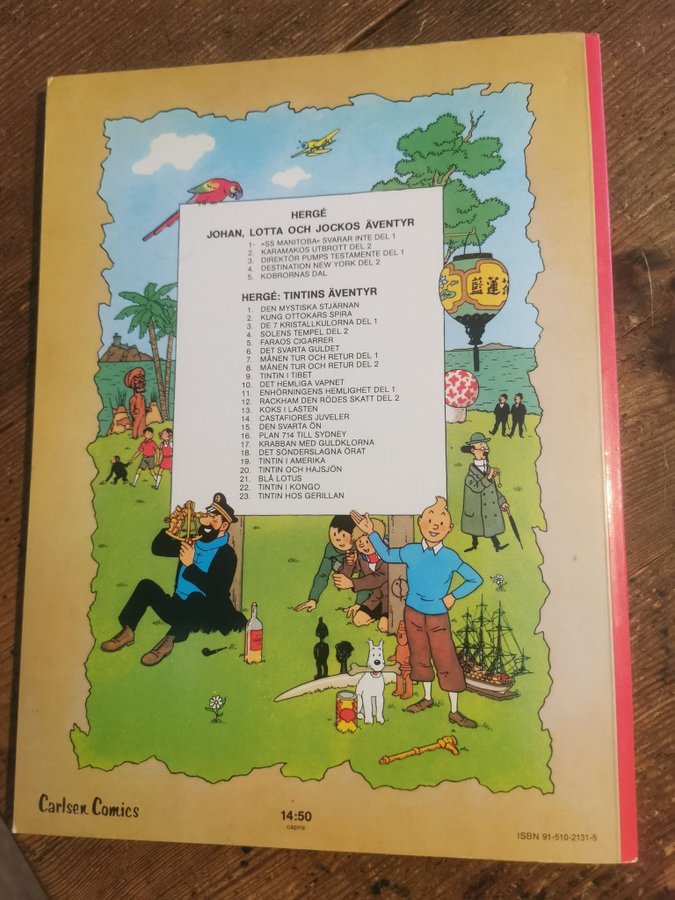 HERGÉ
JOHAN, LOTTA OCH JOCKOS ÄVENTYR
1- »SS MANITOBA» SVARAR INTE DEL 1
2. KARAMAKOS UTBROTT DEL 2
3. DIREKTÖR PUMPS TESTAMENTE DEL 1
4. DESTINATION NEW YORK DEL 2
5. KOBRORNAS DAL
HERGÉ: TINTINS ÄVENTYR
1. DEN MYSTISKA STJÄRNAN
2. KUNG OTTOKARS SPIRA
3. DE 7 KRISTALLKULORNA DEL 1
4. SOLENS TEMPEL DEL 2
5. FARAOS CIGARRER
6. DET SVARTA GULDET
7. MÅNEN TUR OCH RETUR DEL 1
8. MÅNEN TUR OCH RETUR DEL 2
9. TINTIN I TIBET
10. DET HEMLIGA VAPNET
11. ENHÖRNINGENS HEMLIGHET DEL 1
12. RACKHAM DEN RÖDES SKATT DEL 2
13. KOKS I LASTEN
14. CASTAFIORES JUVELER
15. DEN SVARTA ÖN
16. PLAN 714 TILL SYDNEY
17. KRABBAN MED GULDKLORNA
18. DET SÖNDERSLAGNA ÖRAT
19. TINTIN I AMERIKA
20. TINTIN OCH HAJSJÖN
21. BLÅ LOTUS
22. TINTIN I KONGO
23. TINTIN HOS GERILLAN
藍蓮
Carlsen Comics
14:50
capris
ISBN 91-510-2131-5